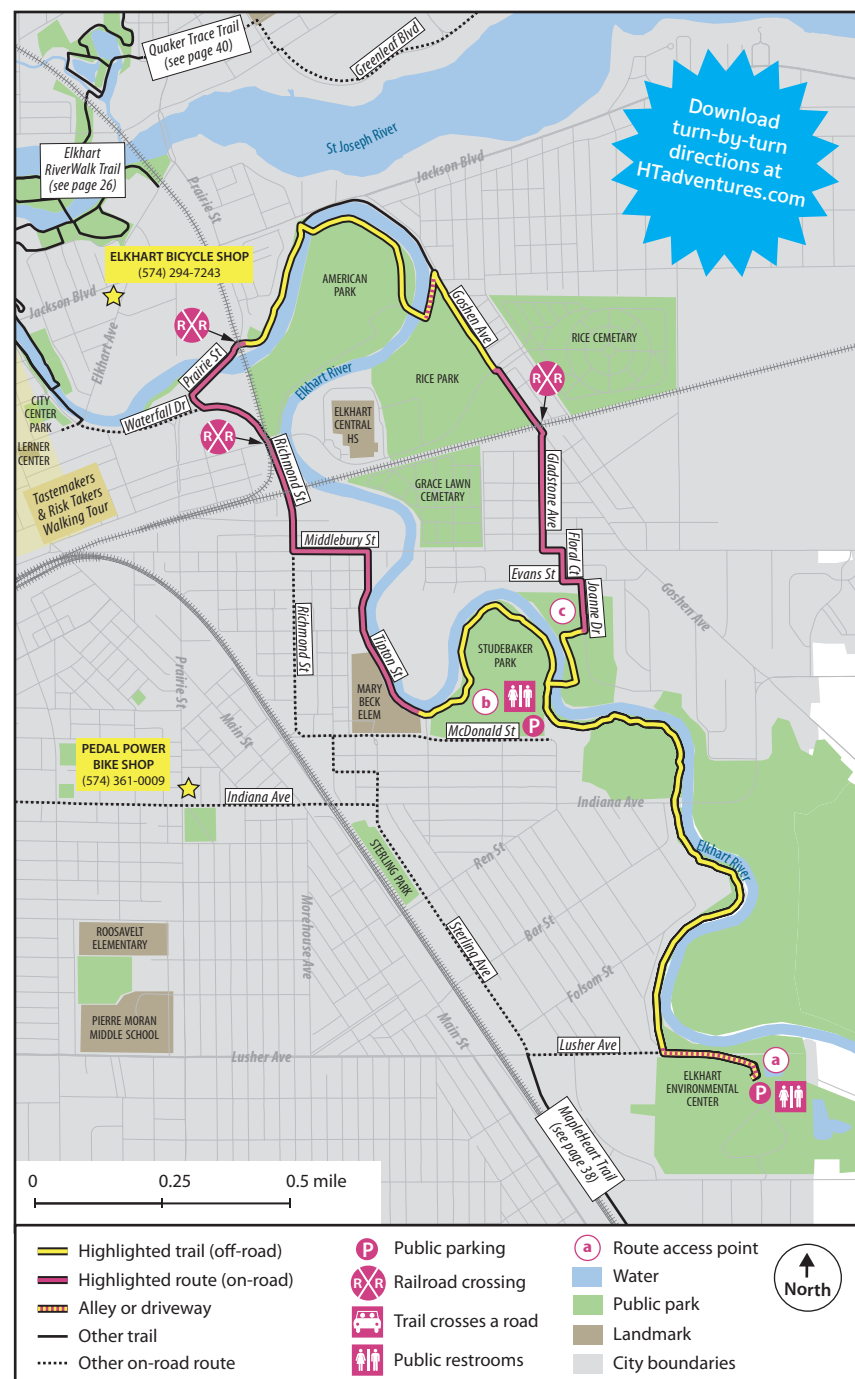 Quaker Trace Trail
(see page 40)
Greenleaf Blvd
St Joseph River
Download
turn-by-turn
directions at
HTadventures.com
Elkhart
RiverWalk Trail
(see page 26)
Prairie St
Jackson Blvd
ELKHART BICYCLE SHOP
(574) 294-7243
AMERICAN
PARK
Jackson Blvd
Goshen Ave
RICE CEMETARY
R R
Elkhart Ave
Prairie St
Elkhart River
RICE PARK
R R
CITY
CENTER
PARK
Waterfall Dr
ELKHART
CENTRAL
HS
R R
LERNER
CENTER
Richmond St
Gladstone Ave
GRACE LAWN
CEMETERY
Tastemakers
& Risk Takers
Walking Tour
Middlebury St
Floral Ct
Evans St
Joanne Dr
Goshen Ave
c
Richmond St
Tipton St
STUDEBAKER
PARK
Prairie St
MARY
BECK
ELEM
b
Main St
McDonald St
P
PEDAL POWER
BIKE SHOP
(574) 361-0009
Indiana Ave
Indiana Ave
Elkhart River
STERLING PARK
Ren St
Morehouse Ave
Bar St
ROOSAVELT
ELEMENTARY
Sterling Ave
Folsom St
PIERRE MORAN
MIDDLE SCHOOL
Main St
Lusher Ave
Lusher Ave
a
ELKHART
ENVIRONMENTAL
CENTER
P
MapleHeart Trail
(see page 38)
0 0.25 0.5 mile
Highlighted trail (off-road)
Highlighted route (on-road)
Alley or driveway
Other trail
Other on-road route
P Public parking
R R Railroad crossing
Trail crosses a road
Public restrooms
a Route access point
Water
Public park
Landmark
City boundaries
North